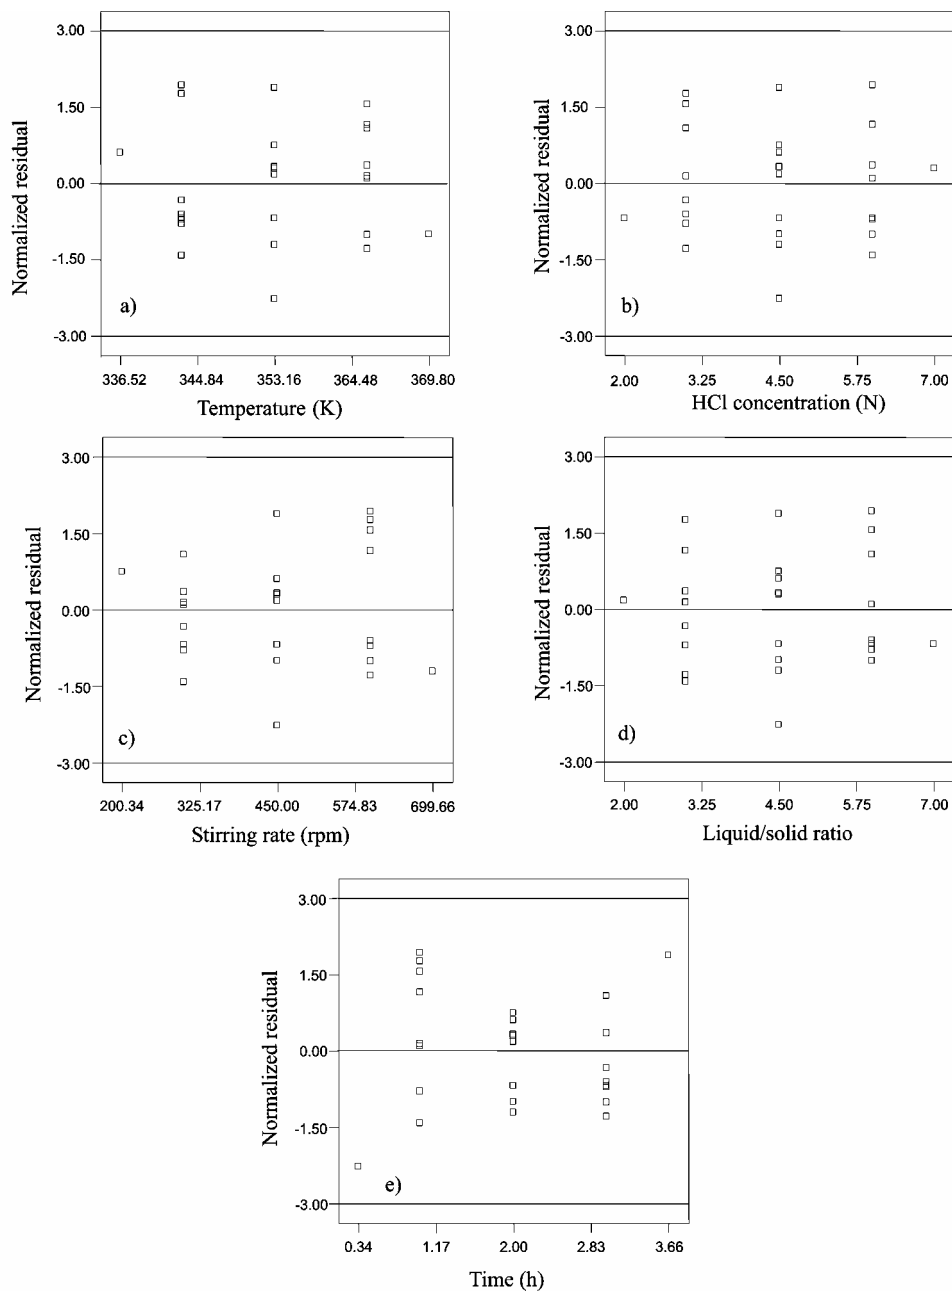 3.00
1.50
0.00
-1.50
-3.00
Normalized residual
a)
336.52 344.84 353.16 364.48 369.80
Temperature (K)
3.00
1.50
0.00
-1.50
-3.00
Normalized residual
b)
2.00 3.25 4.50 5.75 7.00
HCl concentration (N)
3.00
1.50
0.00
-1.50
-3.00
Normalized residual
c)
200.34 325.17 450.00 574.83 699.66
Stirring rate (rpm)
3.00
1.50
0.00
-1.50
-3.00
Normalized residual
d)
2.00 3.25 4.50 5.75 7.00
Liquid/solid ratio
3.00
1.50
0.00
-1.50
-3.00
Normalized residual
e)
0.34 1.17 2.00 2.83 3.66
Time (h)